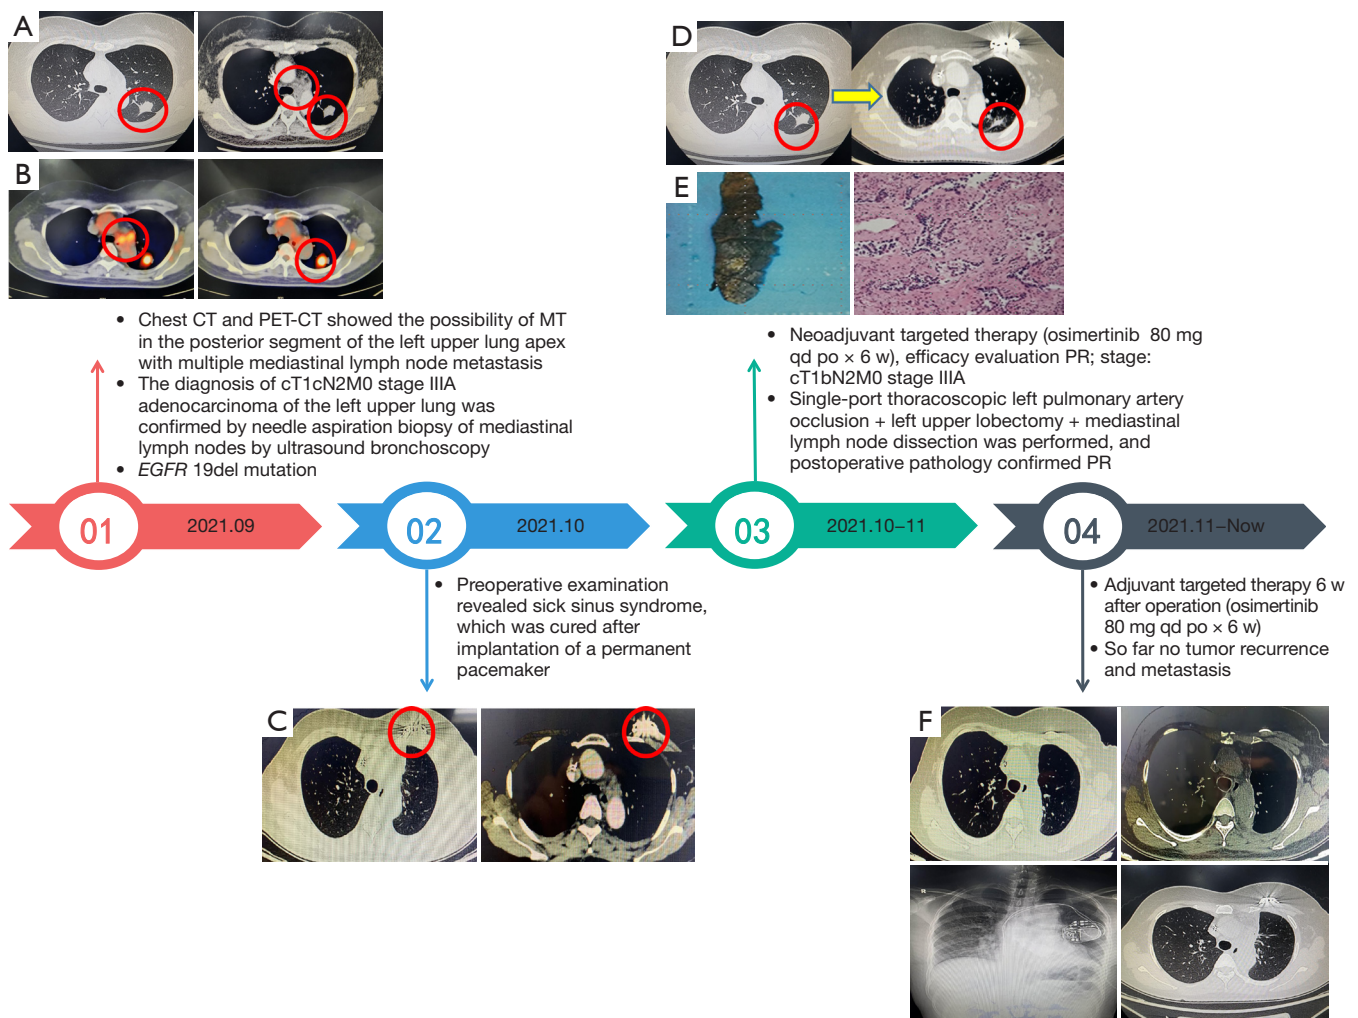 A
B
D
E
• Chest CT and PET-CT showed the possibility of MT
in the posterior segment of the left upper lung apex
with multiple mediastinal lymph node metastasis
• The diagnosis of cT1cN2M0 stage IIIA
adenocarcinoma of the left upper lung was
confirmed by needle aspiration biopsy of mediastinal
lymph nodes by ultrasound bronchoscopy
• EGFR 19del mutation
• Neoadjuvant targeted therapy (osimertinib 80 mg
qd po × 6 w), efficacy evaluation PR; stage:
cT1bN2M0 stage IIIA
• Single-port thoracoscopic left pulmonary artery
occlusion + left upper lobectomy + mediastinal
lymph node dissection was performed, and
postoperative pathology confirmed PR
01
2021.09
02
2021.10
03
2021.10–11
04
2021.11–Now
• Preoperative examination
revealed sick sinus syndrome,
which was cured after
implantation of a permanent
pacemaker
• Adjuvant targeted therapy 6 w
after operation (osimertinib
80 mg qd po × 6 w)
• So far no tumor recurrence
and metastasis
C
F
R